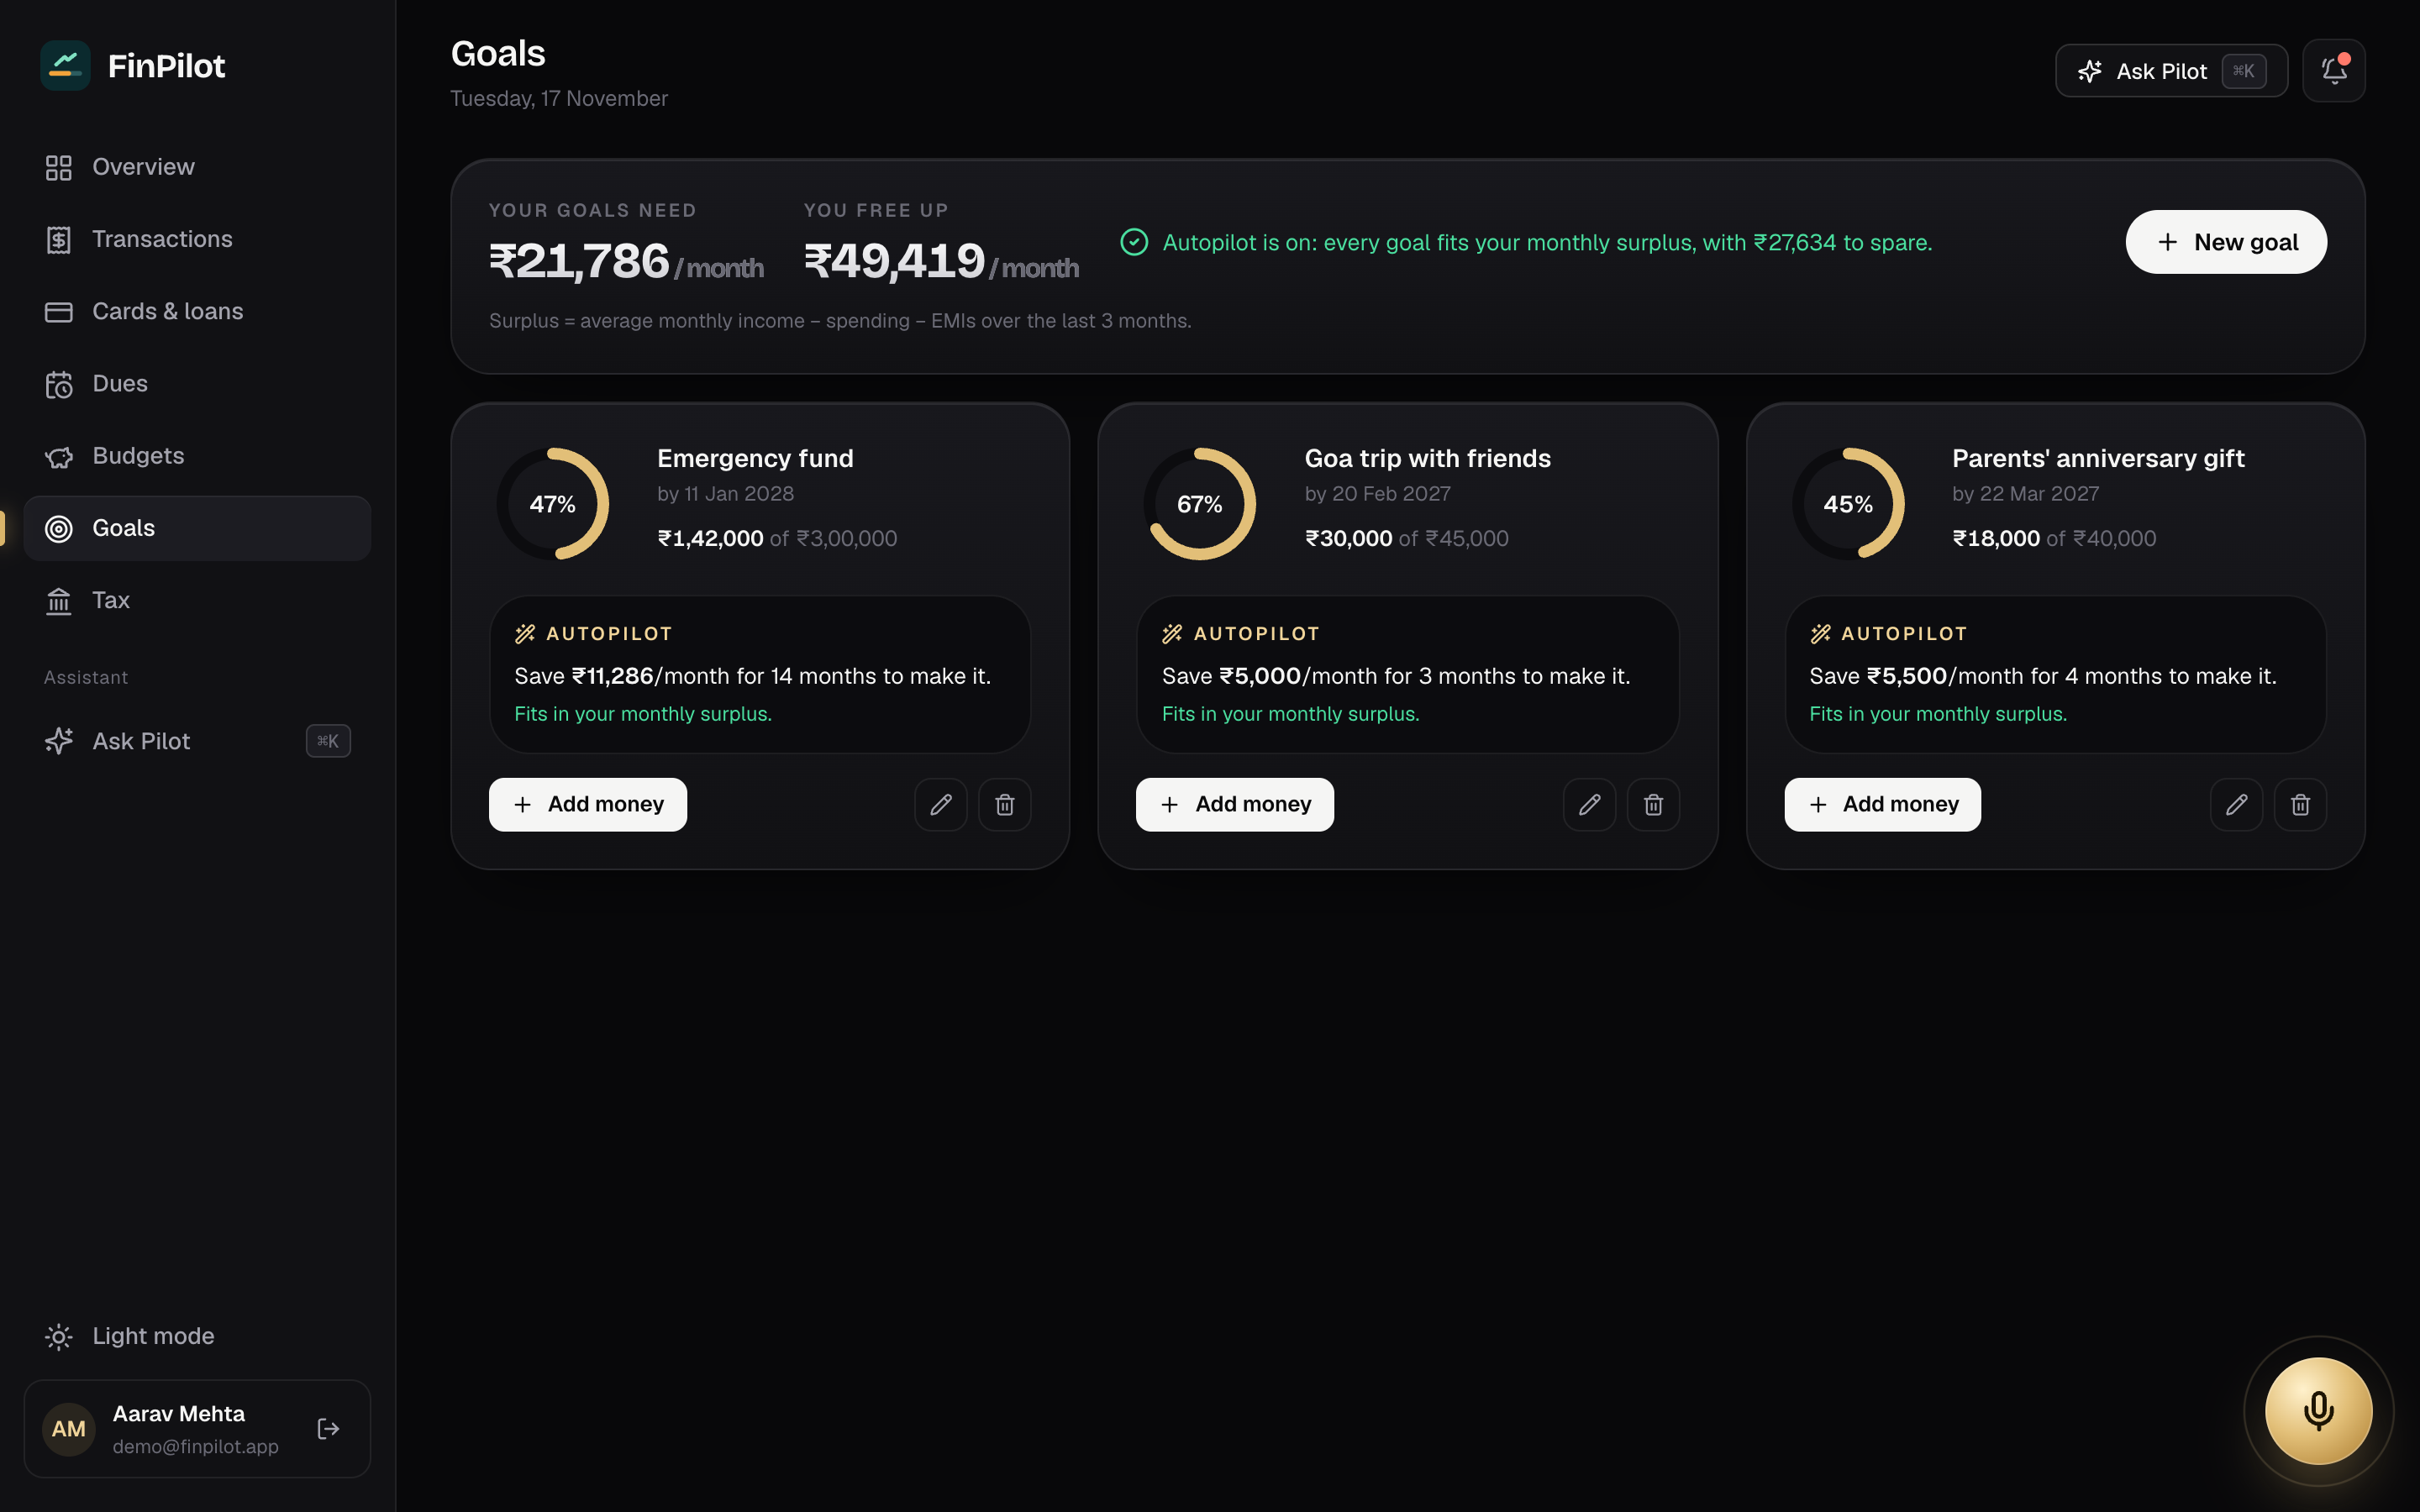 FinPilot
Overview
Transactions
Cards & loans
Dues
Budgets
Goals
Tax
Assistant
Ask Pilot ⌘K
Light mode
AM
Aarav Mehta
demo@finpilot.app
Goals
Tuesday, 17 November
Ask Pilot ⌘K
YOUR GOALS NEED
₹21,786/month
YOU FREE UP
₹49,419/month
Autopilot is on: every goal fits your monthly surplus, with ₹27,634 to spare.
New goal
Surplus = average monthly income – spending – EMIs over the last 3 months.
47%
Emergency fund
by 11 Jan 2028
₹1,42,000 of ₹3,00,000
AUTOPILOT
Save ₹11,286/month for 14 months to make it.
Fits in your monthly surplus.
Add money
67%
Goa trip with friends
by 20 Feb 2027
₹30,000 of ₹45,000
AUTOPILOT
Save ₹5,000/month for 3 months to make it.
Fits in your monthly surplus.
Add money
45%
Parents' anniversary gift
by 22 Mar 2027
₹18,000 of ₹40,000
AUTOPILOT
Save ₹5,500/month for 4 months to make it.
Fits in your monthly surplus.
Add money